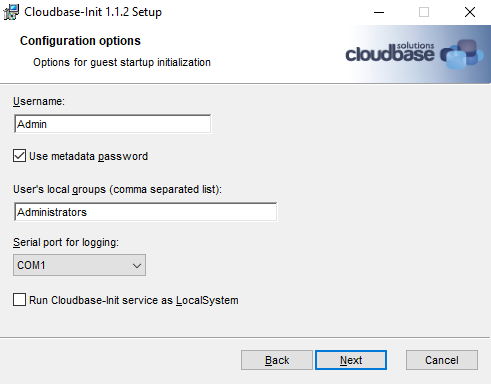 Cloudbase-Init 1.1.2 Setup
Configuration options
Options for guest startup initialization
solutions
cloudbase
Username:
Admin
Use metadata password
User's local groups (comma separated list):
Administrators
Serial port for logging:
COM1
Run Cloudbase-Init service as LocalSystem
Back
Next
Cancel